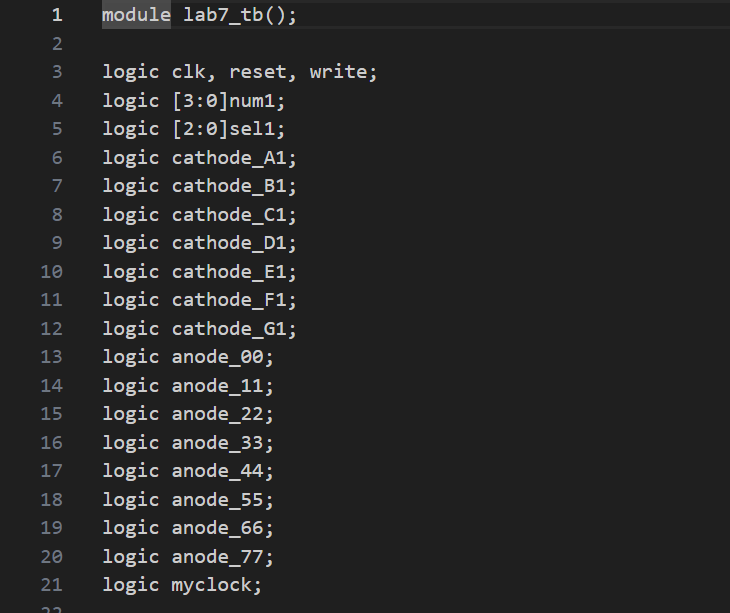 1 module lab7_tb();
2
3 logic clk, reset, write;
4 logic [3:0]num1;
5 logic [2:0]sel1;
6 logic cathode_A1;
7 logic cathode_B1;
8 logic cathode_C1;
9 logic cathode_D1;
10 logic cathode_E1;
11 logic cathode_F1;
12 logic cathode_G1;
13 logic anode_00;
14 logic anode_11;
15 logic anode_22;
16 logic anode_33;
17 logic anode_44;
18 logic anode_55;
19 logic anode_66;
20 logic anode_77;
21 logic myclock;
22